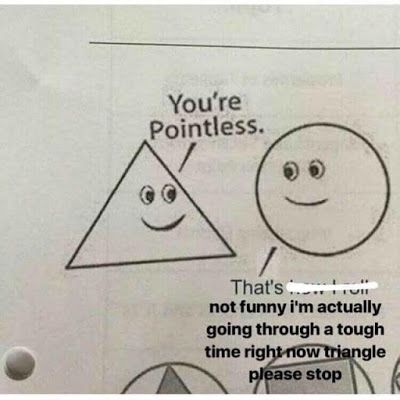 You're
Pointless.
That's
not funny i'm actually
going through a tough
time right now triangle
please stop